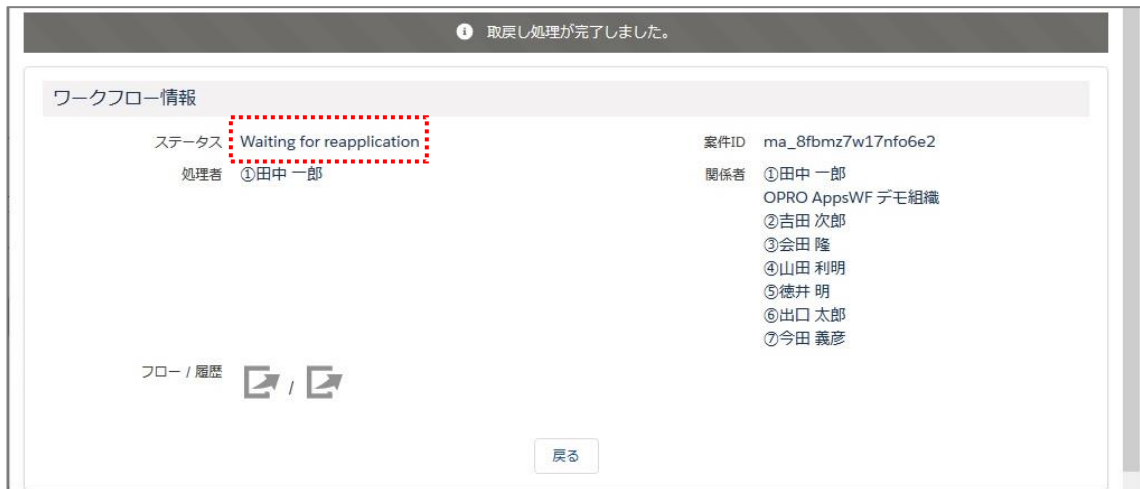 取戻し処理が完了しました。
ワークフロー情報
ステータス Waiting for reapplication
案件ID ma_8fbmz7w17nfo6e2
処理者 ①田中 一郎
関係者 ①田中 一郎
OPRO AppsWF デモ組織
②吉田 次郎
③会田 隆
④山田 利明
⑤徳井 明
⑥出口 太郎
⑦今田 義彦
フロー / 履歴 /
戻る